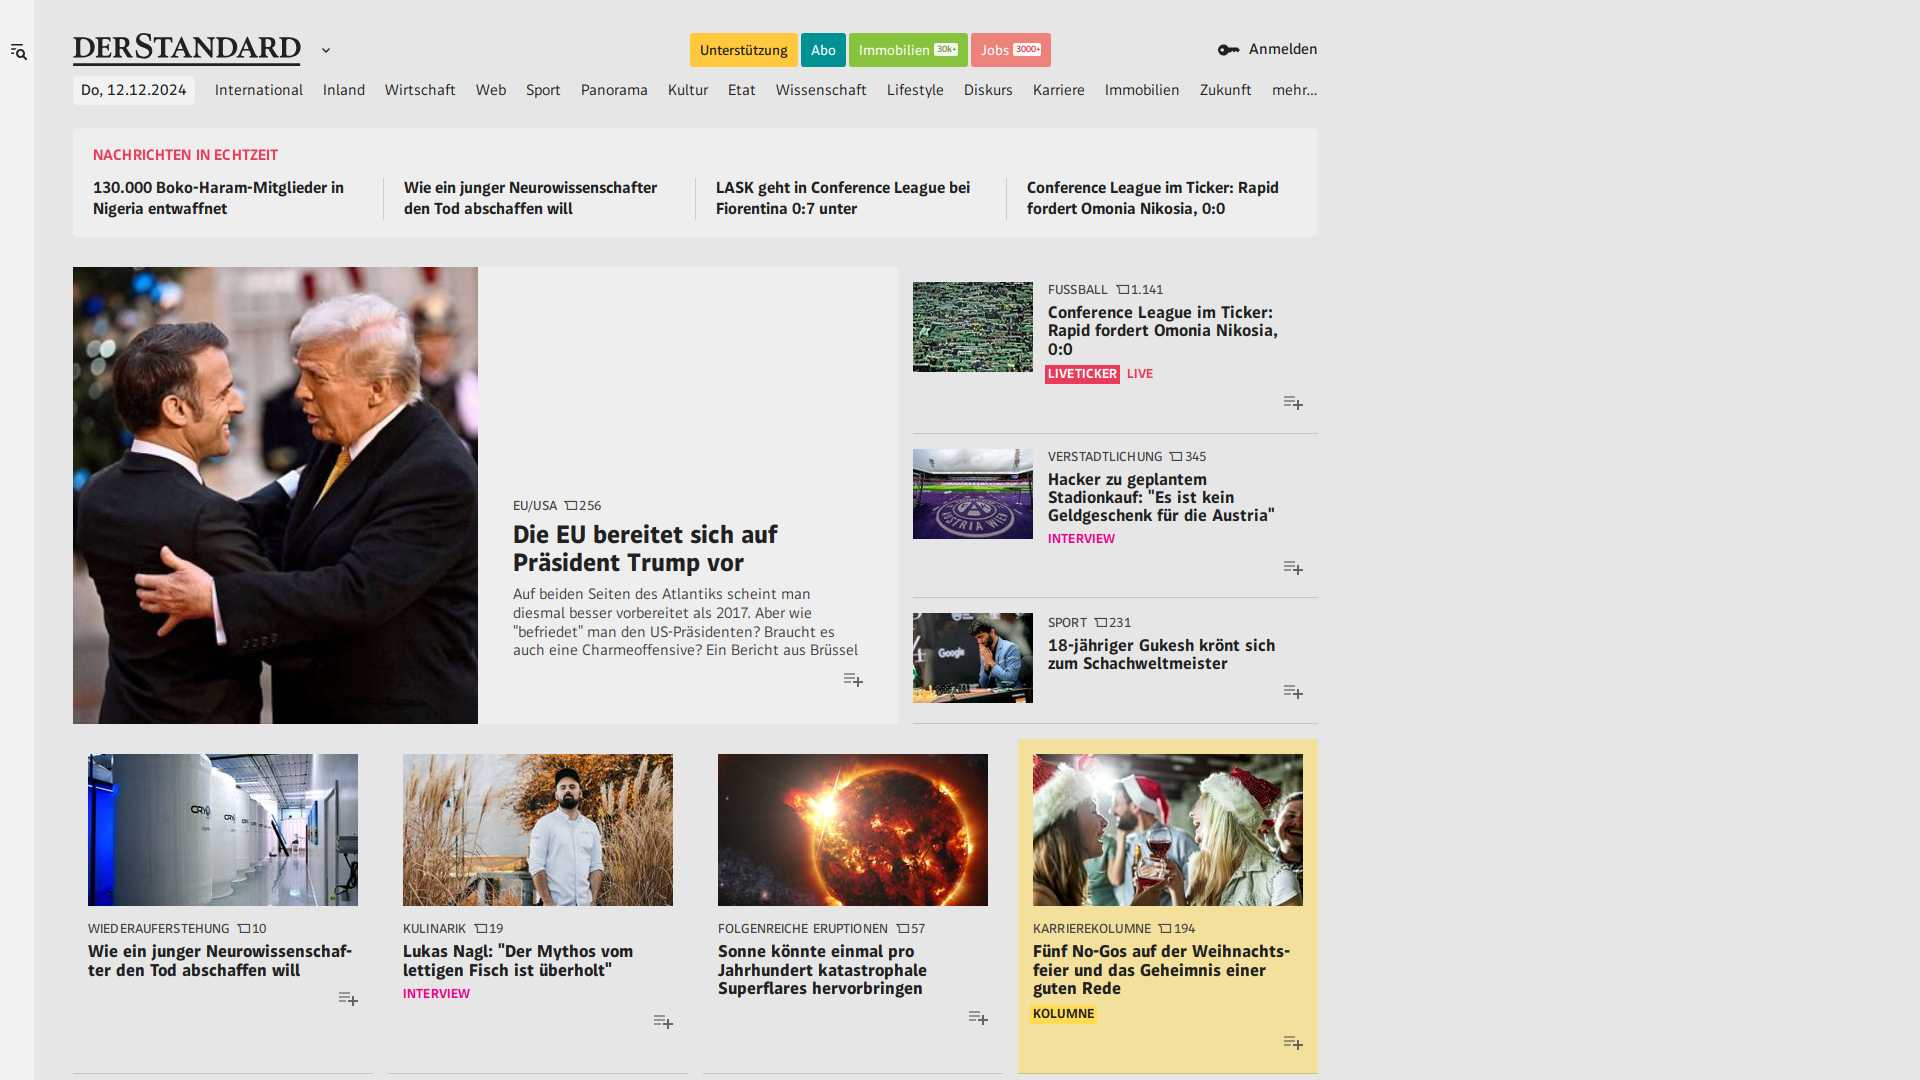 DERSTANDARD
Unterstützung
Abo
Immobilien 30k+
Jobs 3000+
Anmelden
Do, 12.12.2024
International
Inland
Wirtschaft
Web
Sport
Panorama
Kultur
Etat
Wissenschaft
Lifestyle
Diskurs
Karriere
Immobilien
Zukunft
mehr…
NACHRICHTEN IN ECHTZEIT
130.000 Boko-Haram-Mitglieder in
Nigeria entwaffnet
Wie ein junger Neurowissenschafter
den Tod abschaffen will
LASK geht in Conference League bei
Fiorentina 0:7 unter
Conference League im Ticker: Rapid
fordert Omonia Nikosia, 0:0
EU/USA 256
Die EU bereitet sich auf
Präsident Trump vor
Auf beiden Seiten des Atlantiks scheint man
diesmal besser vorbereitet als 2017. Aber wie
"befriedet" man den US-Präsidenten? Braucht es
auch eine Charmeoffensive? Ein Bericht aus Brüssel
FUSSBALL 1.141
Conference League im Ticker:
Rapid fordert Omonia Nikosia,
0:0
LIVETICKER LIVE
AUSTRIA WIEN
VERSTADTLICHUNG 345
Hacker zu geplantem
Stadionkauf: "Es ist kein
Geldgeschenk für die Austria"
INTERVIEW
Google
SPORT 231
18-jähriger Gukesh krönt sich
zum Schachweltmeister
CRYO
WIEDERAUFERSTEHUNG 10
Wie ein junger Neurowissenschaf-
ter den Tod abschaffen will
KULINARIK 19
Lukas Nagl: "Der Mythos vom
lettigen Fisch ist überholt"
INTERVIEW
FOLGENREICHE ERUPTIONEN 57
Sonne könnte einmal pro
Jahrhundert katastrophale
Superflares hervorbringen
KARRIEREKOLUMNE 194
Fünf No-Gos auf der Weihnachts-
feier und das Geheimnis einer
guten Rede
KOLUMNE